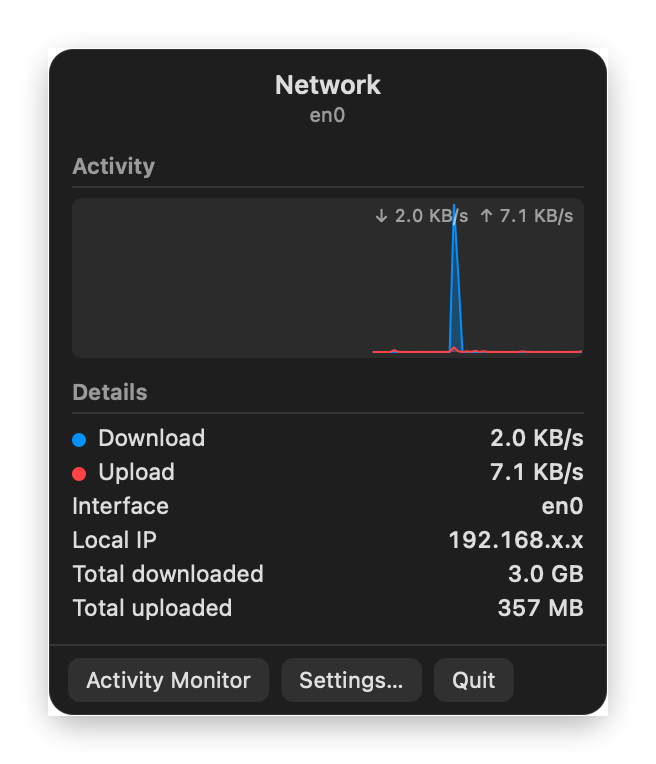 Network
en0
Activity
↓ 2.0 KB/s ↑ 7.1 KB/s
Details
Download 2.0 KB/s
Upload 7.1 KB/s
Interface en0
Local IP 192.168.x.x
Total downloaded 3.0 GB
Total uploaded 357 MB
Activity Monitor Settings... Quit